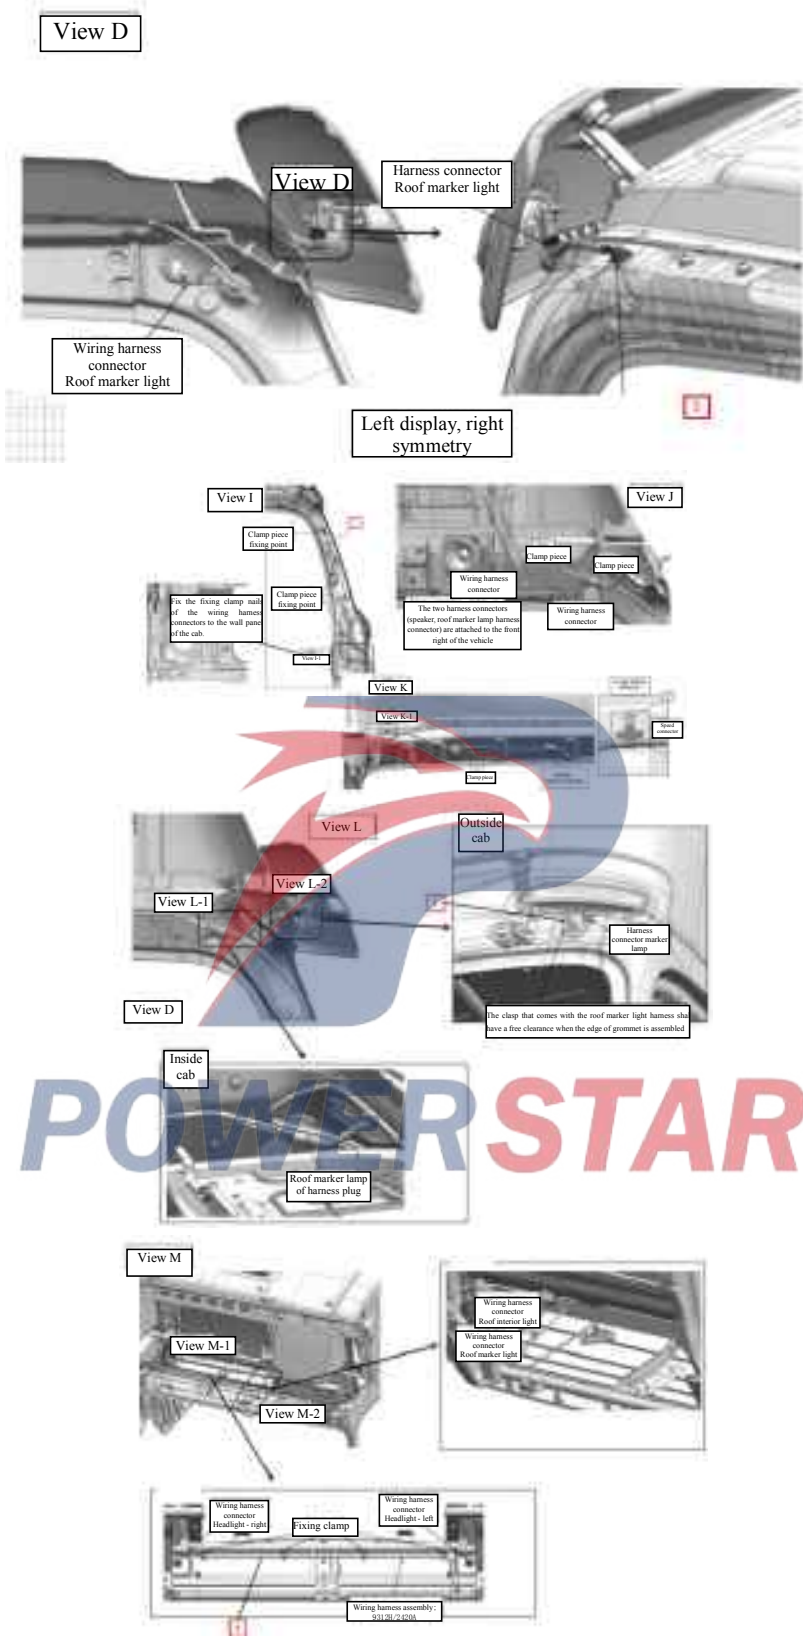 View D
View D
Harness connector
Roof marker light
Wiring harness
connector
Roof marker light
Left display, right
symmetry
View I
View J
Clamp piece
fixing point
Clamp piece
Clamp piece
Wiring harness
connector
Clamp piece
fixing point
Fix the fixing clamp nails
of the wiring harness
connectors to the wall pane
of the cab.
The two harness connectors
(speaker, roof marker lamp harness
connector) are attached to the front
right of the vehicle
Wiring harness
connector
View I-1
View K
View K-1
Speed
connector
Clamp piece
View L
Outside
cab
View L-2
View L-1
Harness
connector marker
lamp
View D
The clasp that comes with the roof marker light harness sha
have a free clearance when the edge of grommet is assembled
Inside
cab
POWERSTAR
Roof marker lamp
of harness plug
View M
Wiring harness
connector
Roof interior light
Wiring harness
connector
Roof marker light
View M-1
View M-2
Wiring harness
connector
Headlight - right
Wiring harness
connector
Headlight - left
Fixing clamp
Wiring harness assembly:
9312H/2420A